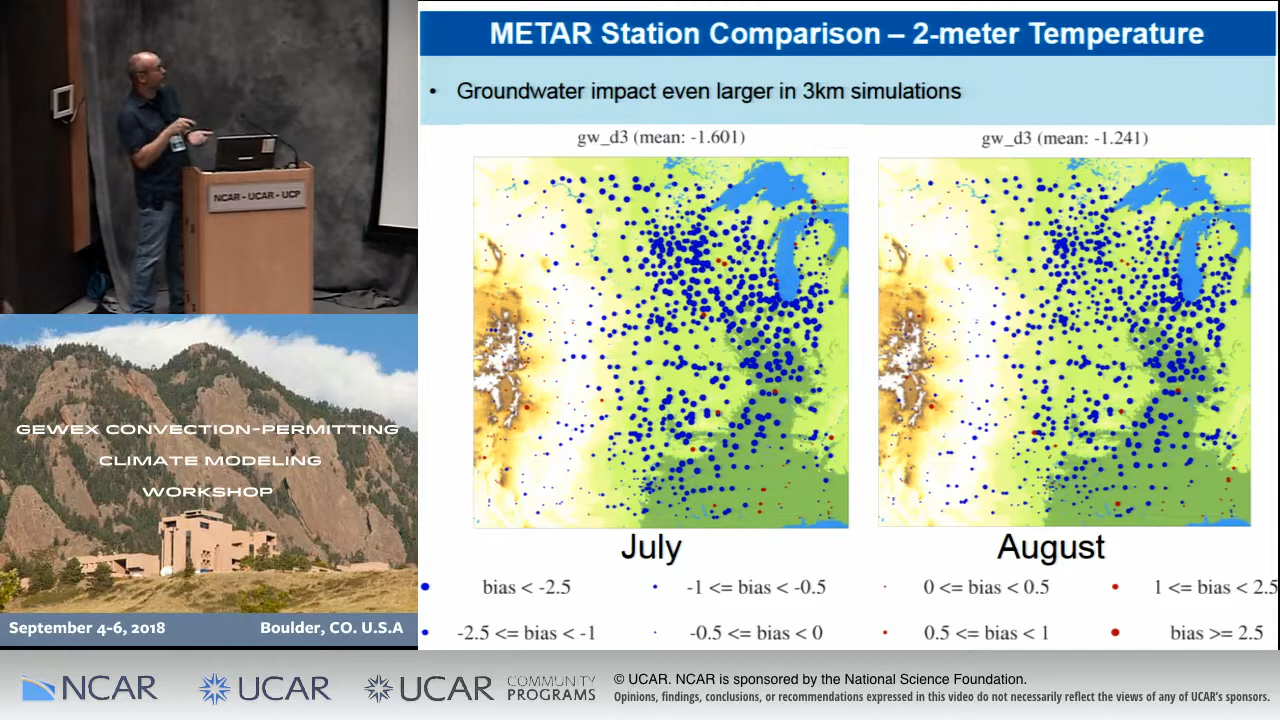 METAR Station Comparison – 2-meter Temperature
• Groundwater impact even larger in 3km simulations
gw_d3 (mean: -1.601)
gw_d3 (mean: -1.241)
July
August
bias < -2.5
-1 <= bias < -0.5
0 <= bias < 0.5
1 <= bias < 2.5
-2.5 <= bias < -1
-0.5 <= bias < 0
0.5 <= bias < 1
bias >= 2.5
NCAR - UCAR - UCP
GEWEX CONVECTION-PERMITTING
CLIMATE MODELING
WORKSHOP
September 4-6, 2018
Boulder, CO. U.S.A
NCAR
UCAR
UCAR
COMMUNITY
PROGRAMS
© UCAR. NCAR is sponsored by the National Science Foundation.
Opinions, findings, conclusions, or recommendations expressed in this video do not necessarily reflect the views of any of UCAR's sponsors.